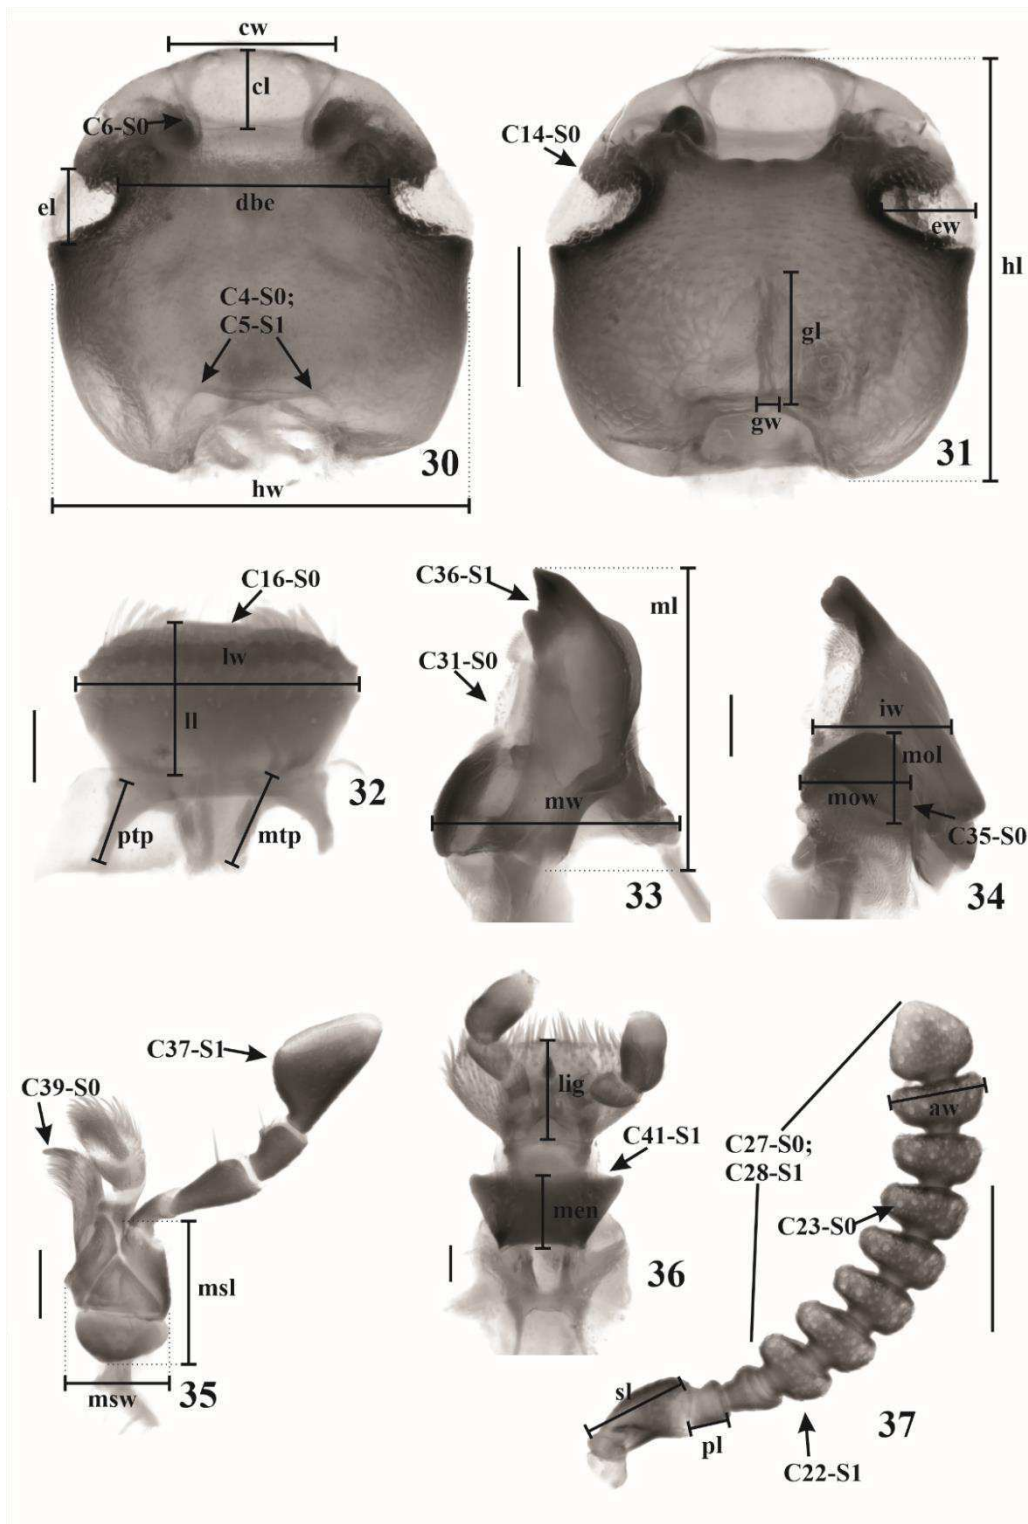 cw
cl
C6-S0
el
dbe
C4-S0;
C5-S1
30
hw
C14-S0
ew
hl
gl
gw
31
C16-S0
lw
ll
32
ptp
mtp
C36-S1
ml
C31-S0
mw
33
iw
mol
mow
C35-S0
34
C37-S1
C39-S0
msl
msw
35
lig
C41-S1
men
36
aw
C27-S0;
C28-S1
C23-S0
sl
pl
37
C22-S1